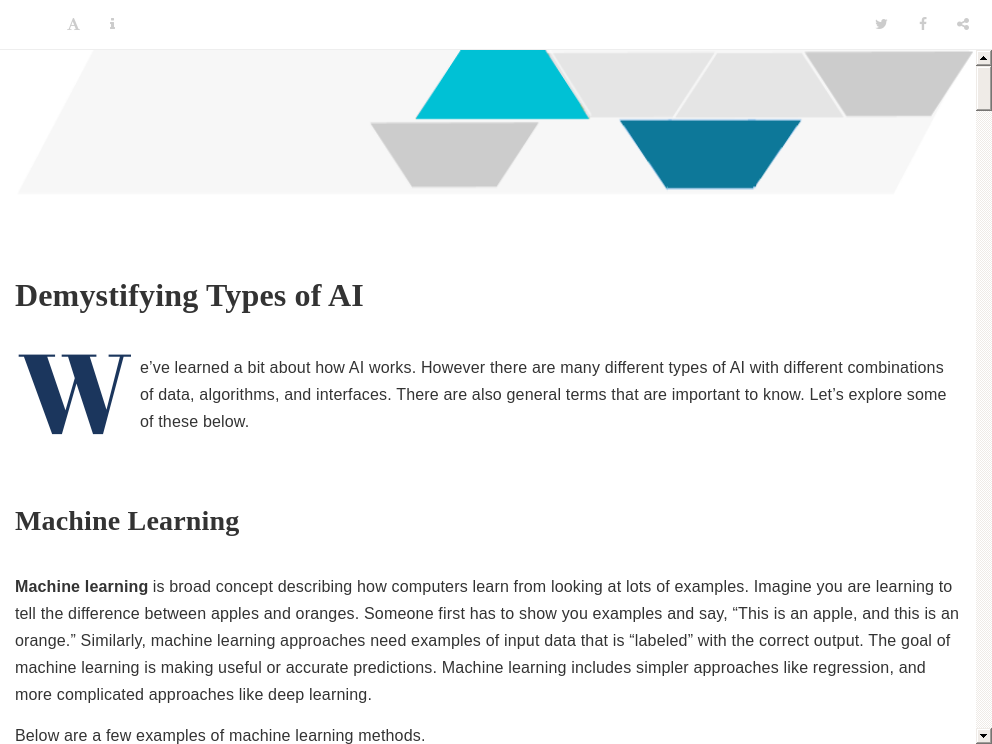 Demystifying Types of AI
We’ve learned a bit about how AI works. However there are many different types of AI with different combinations
of data, algorithms, and interfaces. There are also general terms that are important to know. Let’s explore some
of these below.
Machine Learning
Machine learning is broad concept describing how computers learn from looking at lots of examples. Imagine you are learning to
tell the difference between apples and oranges. Someone first has to show you examples and say, “This is an apple, and this is an
orange.” Similarly, machine learning approaches need examples of input data that is “labeled” with the correct output. The goal of
machine learning is making useful or accurate predictions. Machine learning includes simpler approaches like regression, and
more complicated approaches like deep learning.
Below are a few examples of machine learning methods.